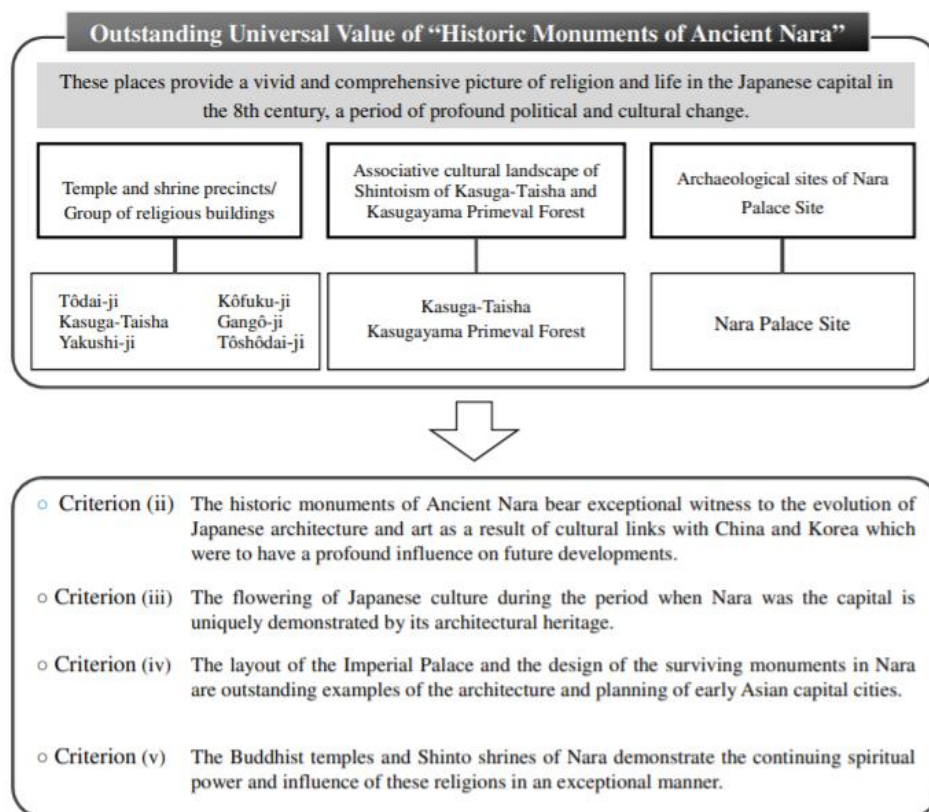 Outstanding Universal Value of “Historic Monuments of Ancient Nara”
These places provide a vivid and comprehensive picture of religion and life in the Japanese capital in
the 8th century, a period of profound political and cultural change.
Temple and shrine precincts/
Group of religious buildings
Associative cultural landscape of
Shintoism of Kasuga-Taisha and
Kasugayama Primeval Forest
Archaeological sites of Nara
Palace Site
Tôdai-ji Kôfuku-ji
Kasuga-Taisha Gangô-ji
Yakushi-ji Tôshôdai-ji
Kasuga-Taisha
Kasugayama Primeval Forest
Nara Palace Site
○ Criterion (ii) The historic monuments of Ancient Nara bear exceptional witness to the evolution of
Japanese architecture and art as a result of cultural links with China and Korea which
were to have a profound influence on future developments.
○ Criterion (iii) The flowering of Japanese culture during the period when Nara was the capital is
uniquely demonstrated by its architectural heritage.
○ Criterion (iv) The layout of the Imperial Palace and the design of the surviving monuments in Nara
are outstanding examples of the architecture and planning of early Asian capital cities.
○ Criterion (v) The Buddhist temples and Shinto shrines of Nara demonstrate the continuing spiritual
power and influence of these religions in an exceptional manner.